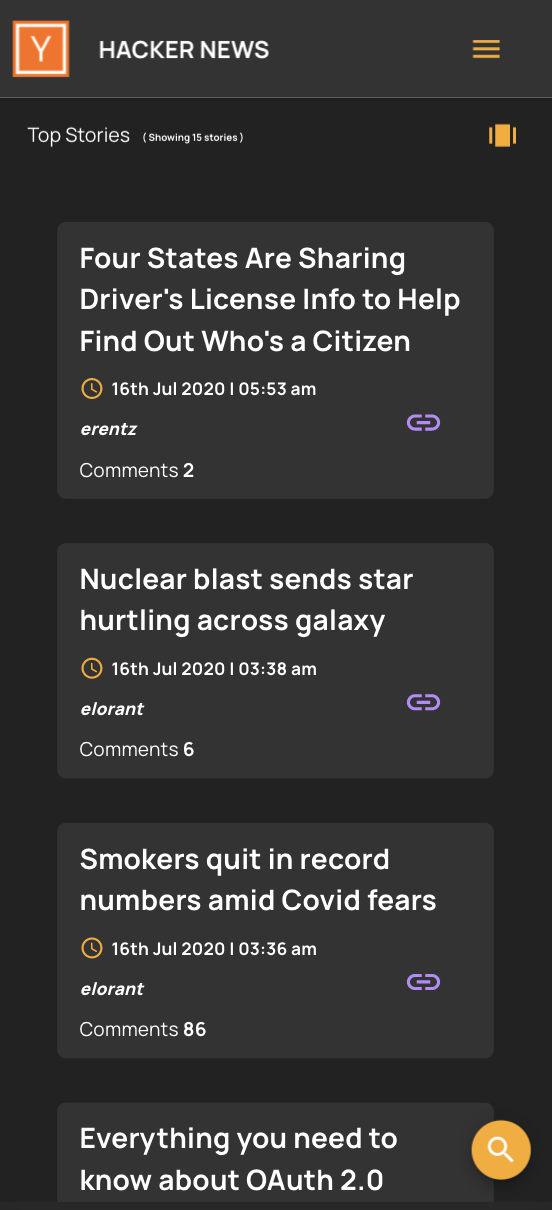 Y
HACKER NEWS
Top Stories ( Showing 15 stories )
Four States Are Sharing
Driver's License Info to Help
Find Out Who's a Citizen
16th Jul 2020 | 05:53 am
erentz
Comments 2
Nuclear blast sends star
hurtling across galaxy
16th Jul 2020 | 03:38 am
elorant
Comments 6
Smokers quit in record
numbers amid Covid fears
16th Jul 2020 | 03:36 am
elorant
Comments 86
Everything you need to
know about OAuth 2.0